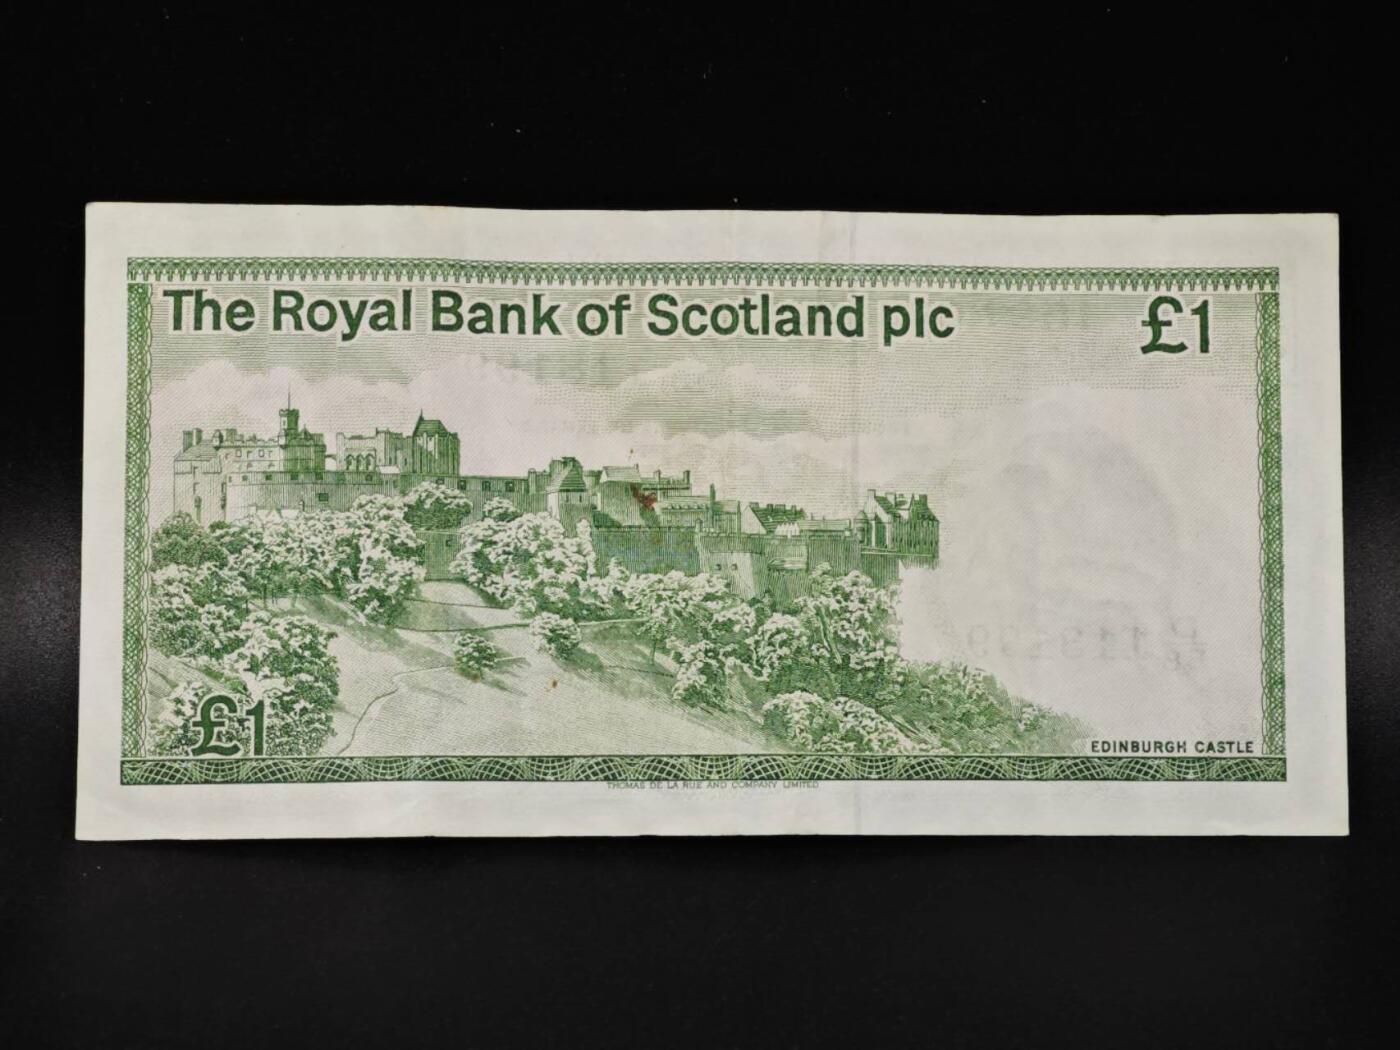 The Royal Bank of Scotland plc £1
£1
EDINBURGH CASTLE
THOMAS DE LA RUE AND COMPANY LIMITED